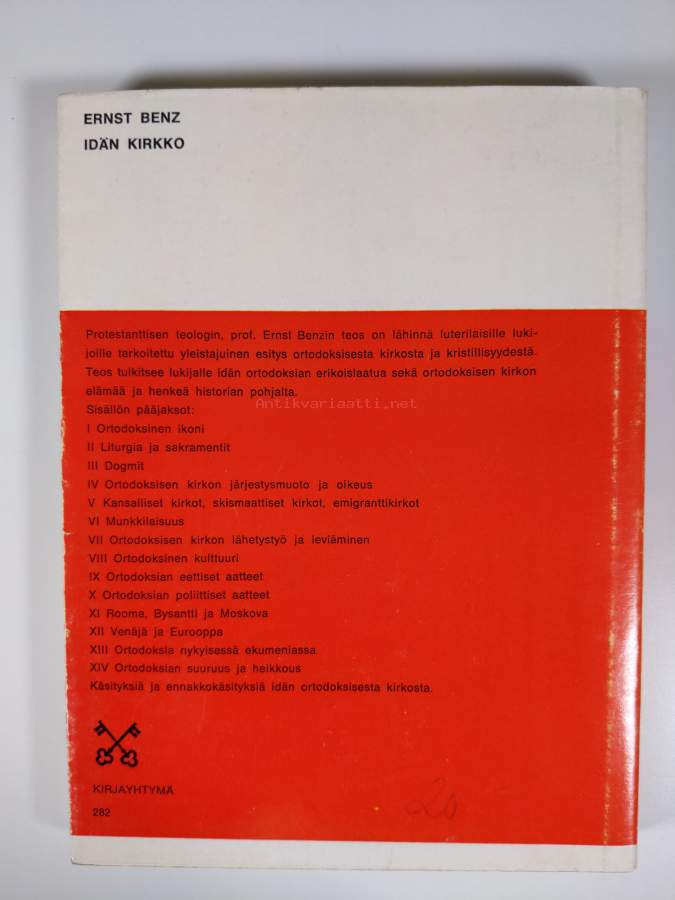 ERNST BENZ
IDÄN KIRKKO
Protestanttisen teologin, prof. Ernst Benzin teos on lähinnä luterilaisille luki-
joille tarkoitettu yleistajuinen esitys ortodoksisesta kirkosta ja kristillisyydestä.
Teos tulkitsee lukijalle idän ortodoksian erikoislaatua sekä ortodoksisen kirkon
elämää ja henkeä historian pohjalta.
Antikvariaatti.net
Sisällön pääjaksot:
I Ortodoksinen ikoni
II Liturgia ja sakramentit
III Dogmit
IV Ortodoksisen kirkon järjestysmuoto ja oikeus
V Kansalliset kirkot, skismaattiset kirkot, emigranttikirkot
VI Munkkilaisuus
VII Ortodoksisen kirkon lähetystyö ja leviäminen
VIII Ortodoksinen kulttuuri
IX Ortodoksian eettiset aatteet
X Ortodoksian poliittiset aatteet
XI Rooma, Bysantti ja Moskova
XII Venäjä ja Eurooppa
XIII Ortodoksia nykyisessä ekumeniassa
XIV Ortodoksian suuruus ja heikkous
Käsityksiä ja ennakkokäsityksiä idän ortodoksisesta kirkosta.
KIRJAYHTYMÄ
282
20